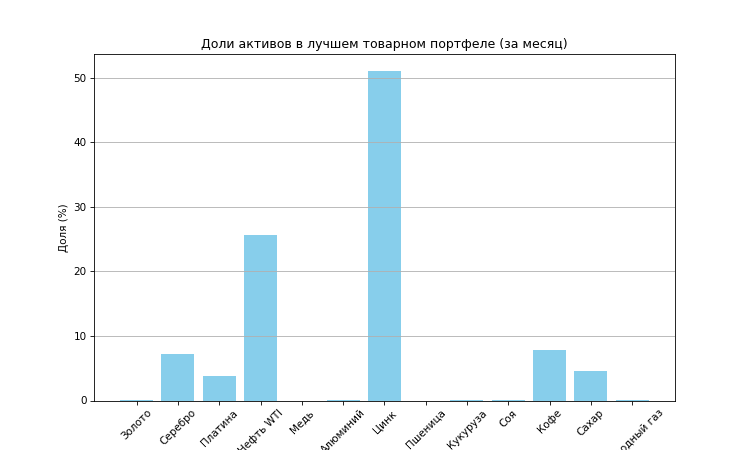 Доли активов в лучшем товарном портфеле (за месяц)
Доля (%)
50
40
30
20
10
0
Золото
Серебро
Платина
Нефть WTI
Медь
Алюминий
Цинк
Пшеница
Кукуруза
Соя
Кофе
Сахар
газ